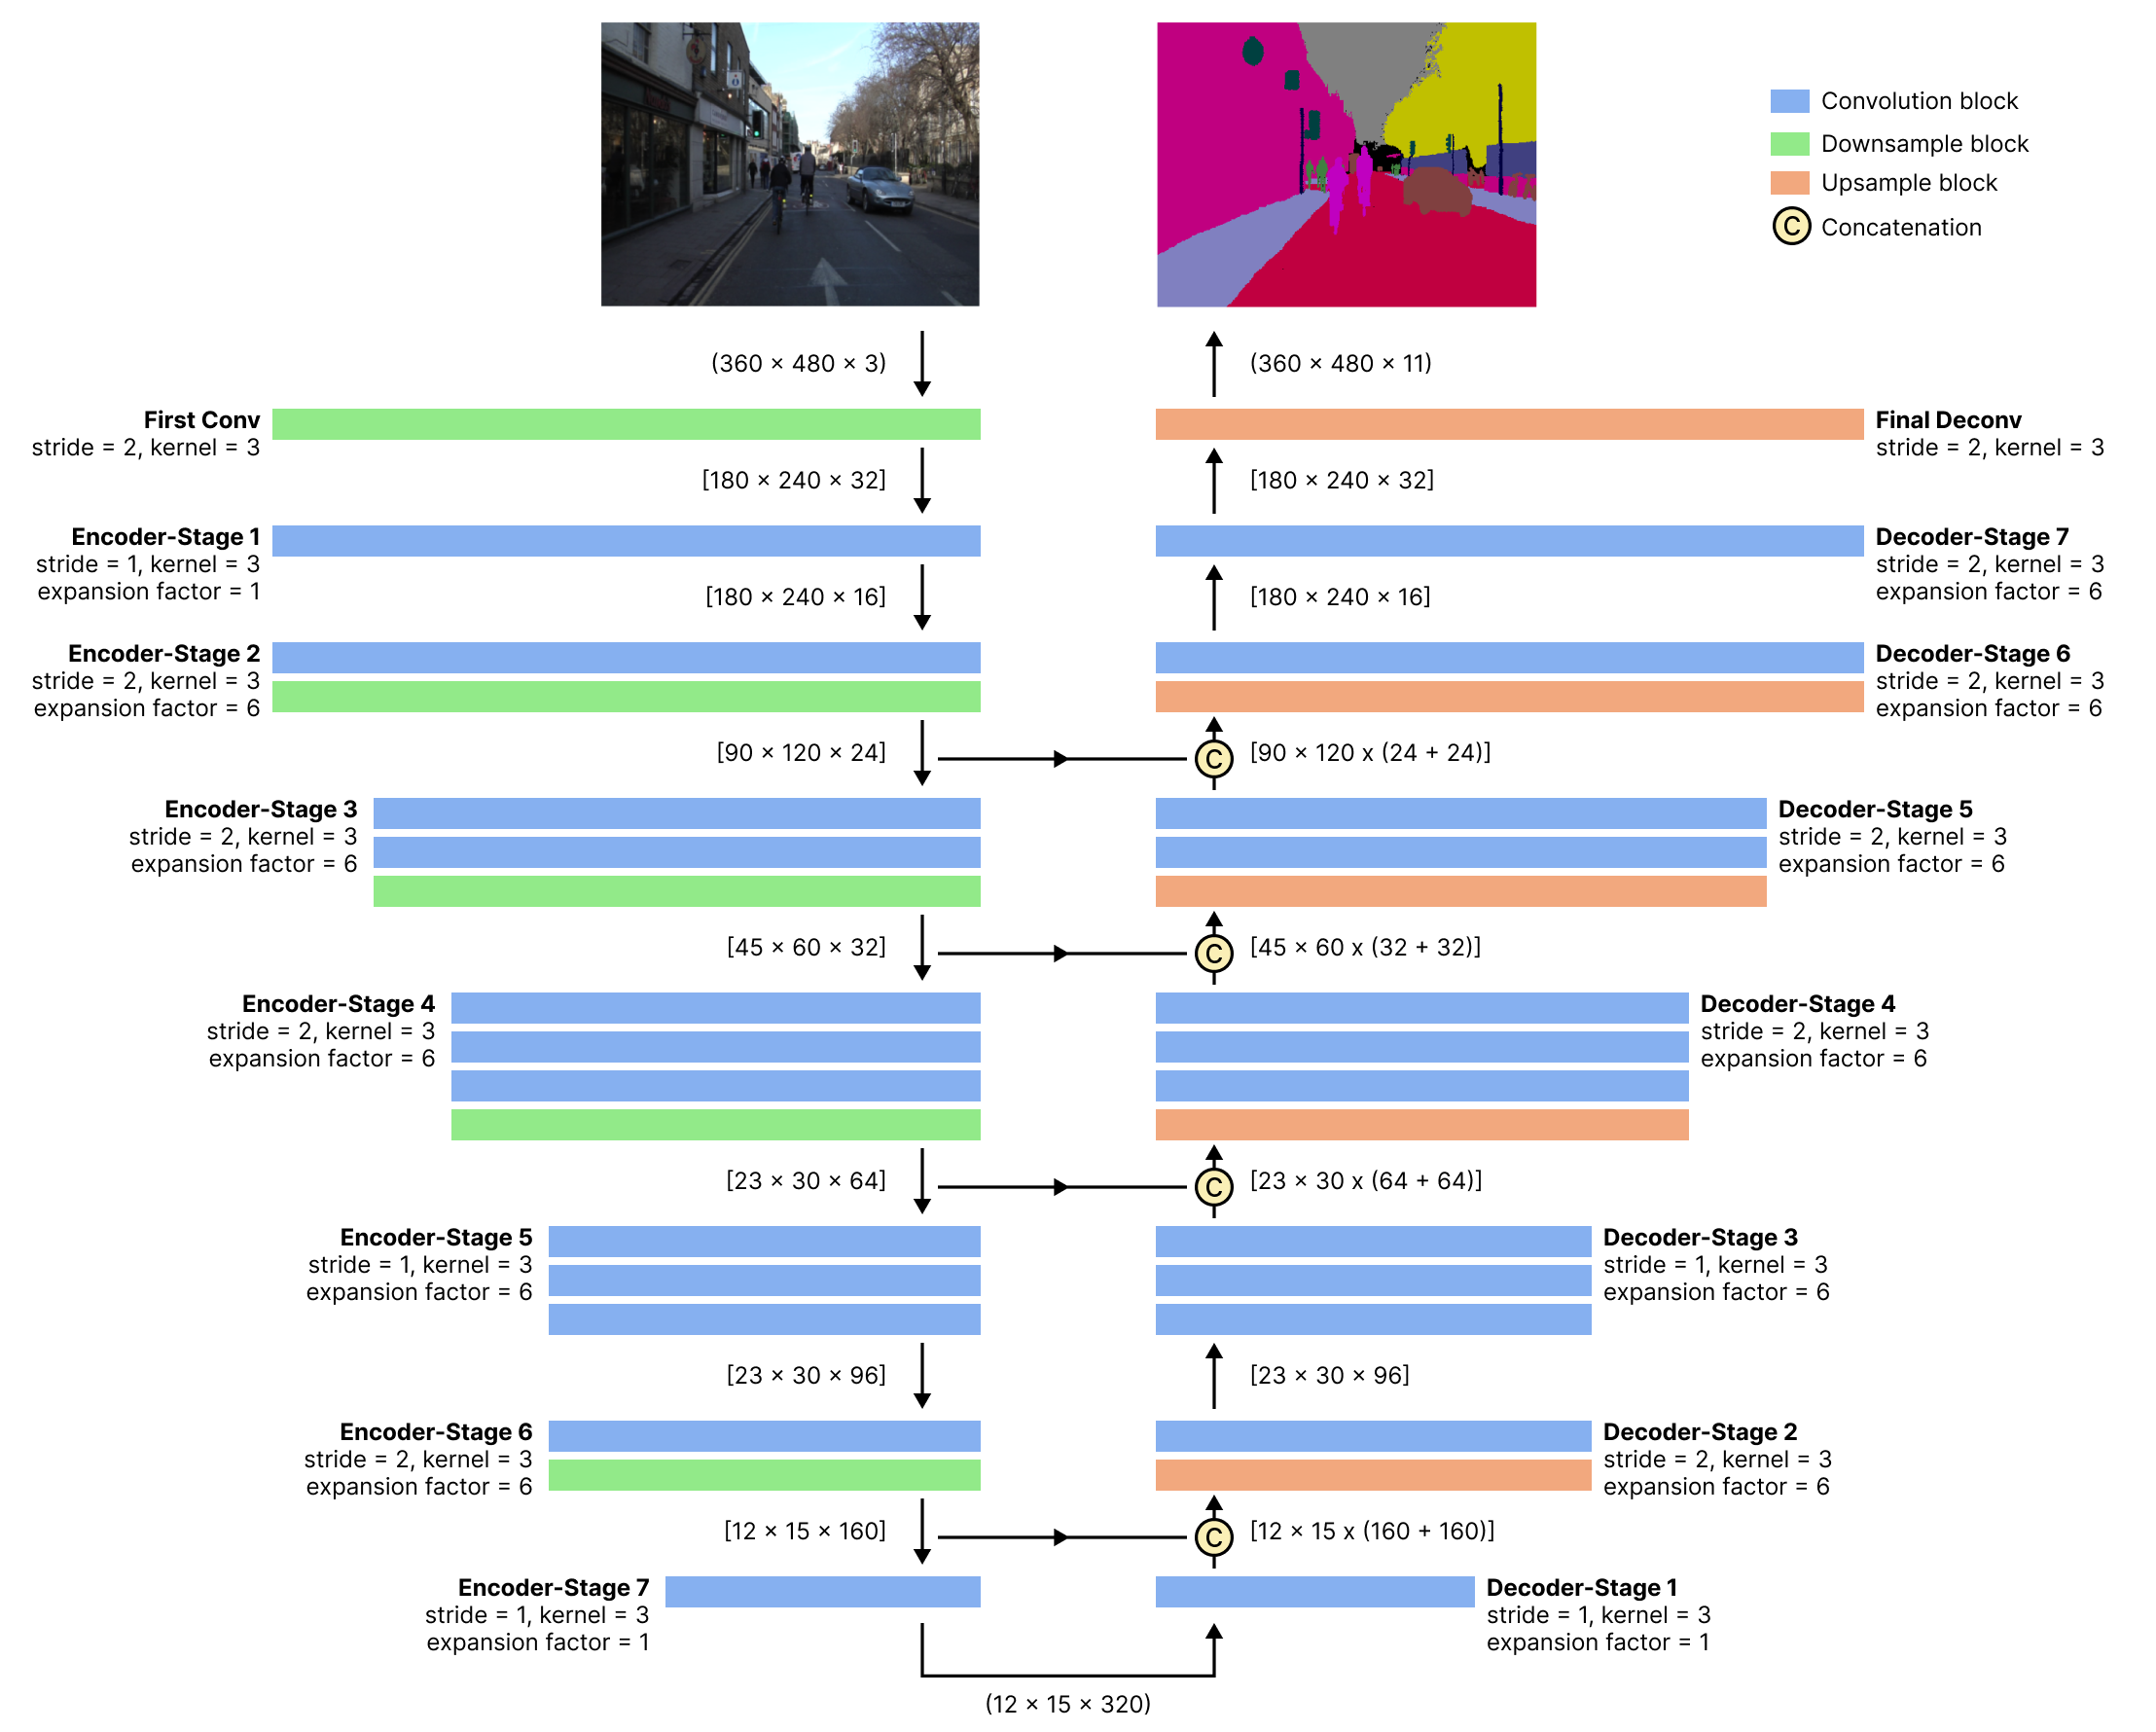 Convolution block
Downsample block
Upsample block
C Concatenation
(360 × 480 × 3)
(360 × 480 × 11)
First Conv
stride = 2, kernel = 3
Final Deconv
stride = 2, kernel = 3
[180 × 240 × 32]
[180 × 240 × 32]
Encoder-Stage 1
stride = 1, kernel = 3
expansion factor = 1
Decoder-Stage 7
stride = 2, kernel = 3
expansion factor = 6
[180 × 240 × 16]
[180 × 240 × 16]
Encoder-Stage 2
stride = 2, kernel = 3
expansion factor = 6
Decoder-Stage 6
stride = 2, kernel = 3
expansion factor = 6
[90 × 120 × 24]
C
[90 × 120 x (24 + 24)]
Encoder-Stage 3
stride = 2, kernel = 3
expansion factor = 6
Decoder-Stage 5
stride = 2, kernel = 3
expansion factor = 6
[45 × 60 × 32]
C
[45 × 60 x (32 + 32)]
Encoder-Stage 4
stride = 2, kernel = 3
expansion factor = 6
Decoder-Stage 4
stride = 2, kernel = 3
expansion factor = 6
[23 × 30 × 64]
C
[23 × 30 x (64 + 64)]
Encoder-Stage 5
stride = 1, kernel = 3
expansion factor = 6
Decoder-Stage 3
stride = 1, kernel = 3
expansion factor = 6
[23 × 30 × 96]
[23 × 30 × 96]
Encoder-Stage 6
stride = 2, kernel = 3
expansion factor = 6
Decoder-Stage 2
stride = 2, kernel = 3
expansion factor = 6
[12 × 15 × 160]
C
[12 × 15 x (160 + 160)]
Encoder-Stage 7
stride = 1, kernel = 3
expansion factor = 1
Decoder-Stage 1
stride = 1, kernel = 3
expansion factor = 1
(12 × 15 × 320)